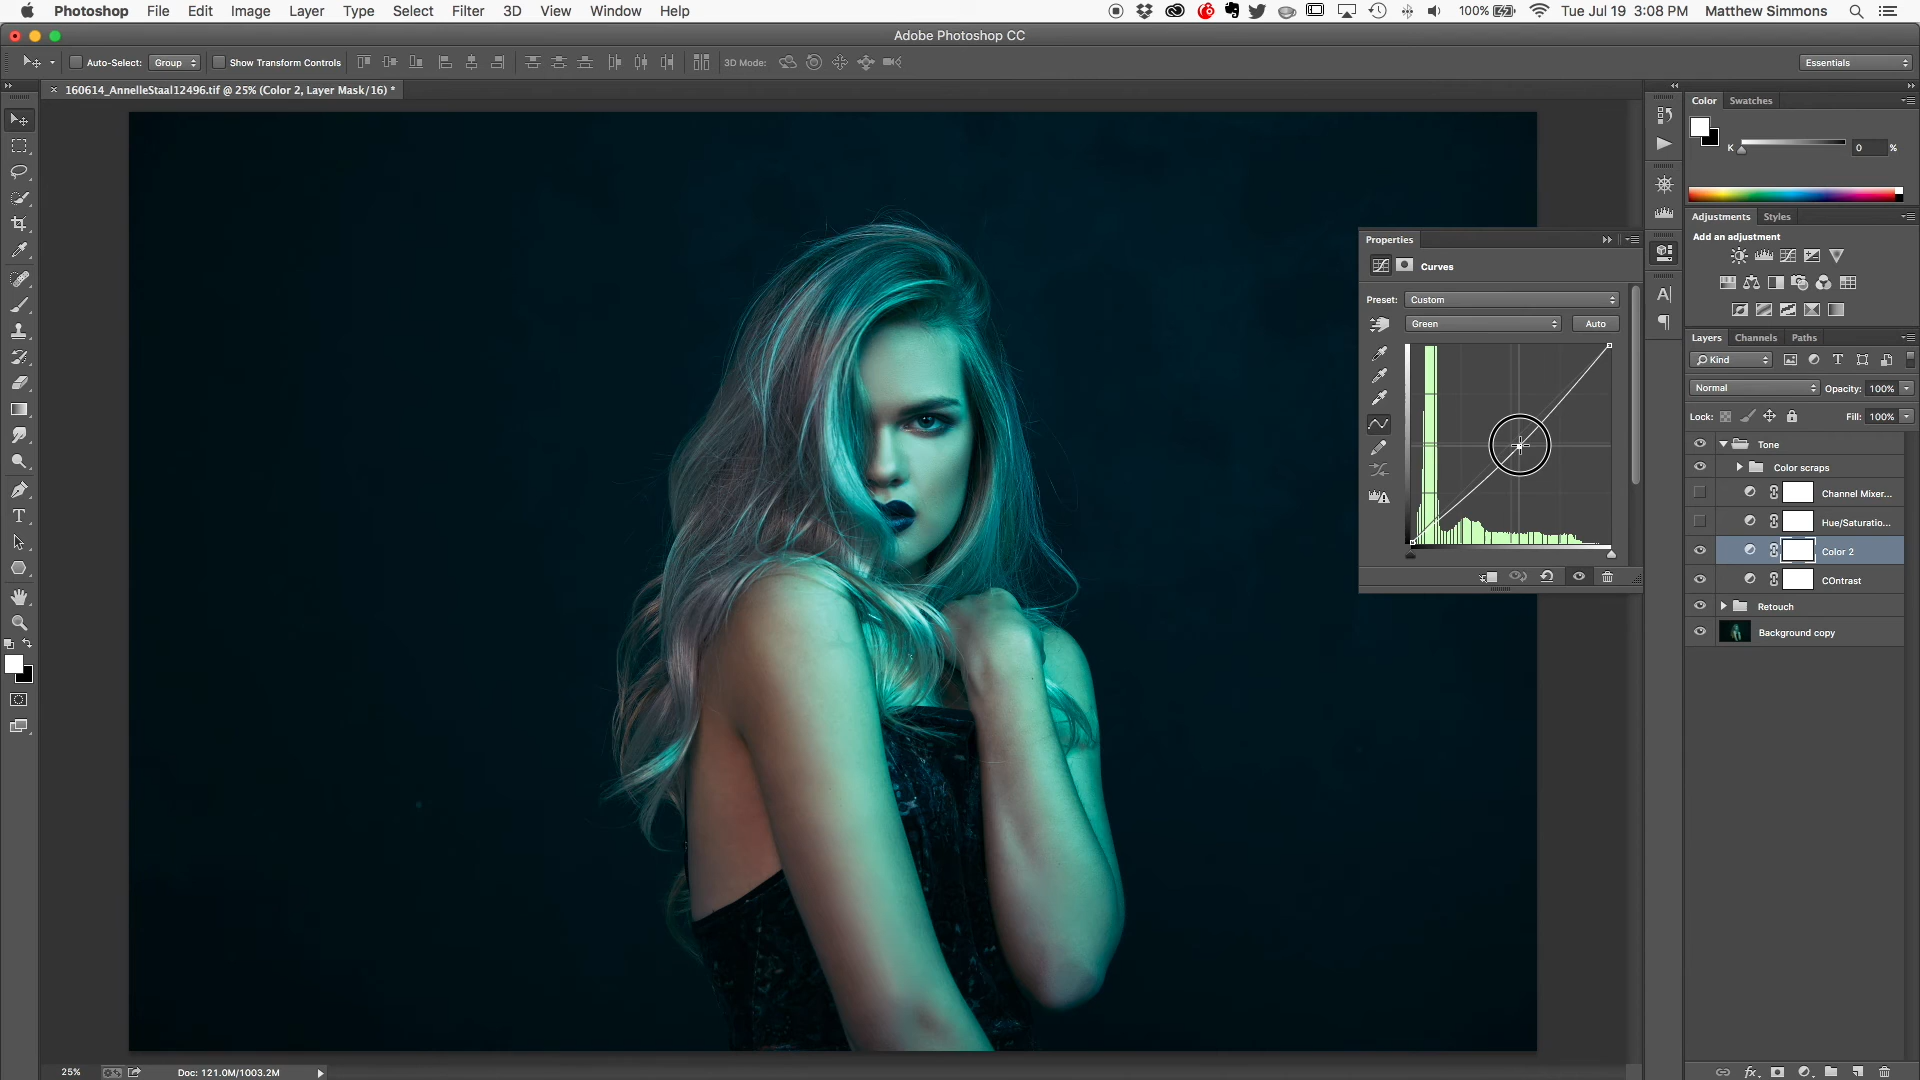 Photoshop File Edit Image Layer Type Select Filter 3D View Window Help 100% Tue Jul 19 3:08 PM Matthew Simmons
Adobe Photoshop CC
Auto-Select: Group Show Transform Controls 3D Mode: Essentials
160614_AnnelleStaal12496.tif @ 25% (Color 2, Layer Mask/16) *
Color Swatches
K 0 %
Adjustments Styles
Add an adjustment
Properties
Curves
Preset: Custom
Green Auto
Layers Channels Paths
Kind
Normal Opacity: 100%
Lock: Fill: 100%
Tone
Color scraps
Channel Mixer...
Hue/Saturatio...
Color 2
COntrast
Retouch
Background copy
25% Doc: 121.0M/1003.2M